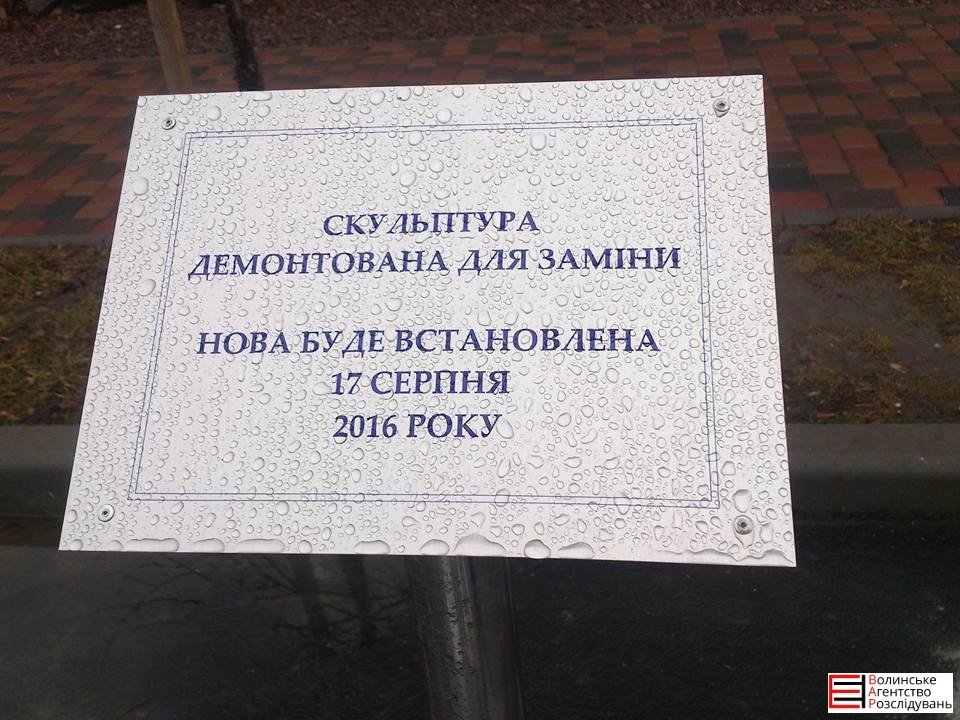 СКУЛЬПТУРА
ДЕМОНТОВАНА ДЛЯ ЗАМІНИ
НОВА БУДЕ ВСТАНОВЛЕНА
17 СЕРПНЯ
2016 РОКУ
Волинське
Агентство
Розслідувань